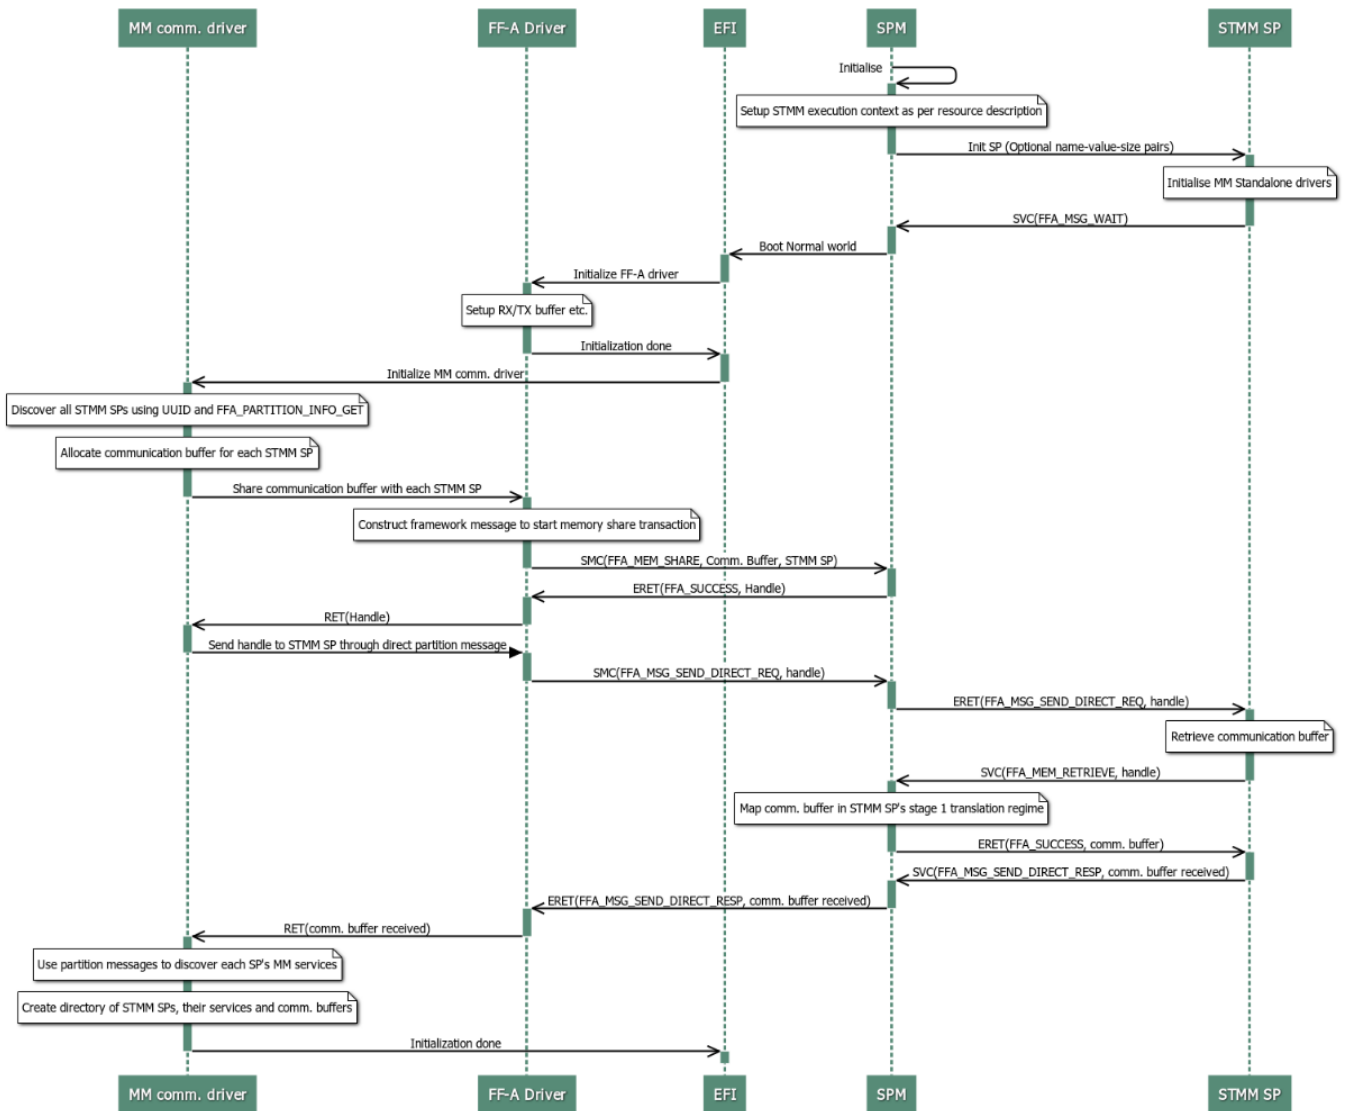 MM comm. driver
FF-A Driver
EFI
SPM
STMM SP
Initialise
Setup STMM execution context as per resource description
Init SP (Optional name-value-size pairs)
Initialise MM Standalone drivers
SVC(FFA_MSG_WAIT)
Boot Normal world
Initialize FF-A driver
Setup RX/TX buffer etc.
Initialization done
Initialize MM comm. driver
Discover all STMM SPs using UUID and FFA_PARTITION_INFO_GET
Allocate communication buffer for each STMM SP
Share communication buffer with each STMM SP
Construct framework message to start memory share transaction
SMC(FFA_MEM_SHARE, Comm. Buffer, STMM SP)
ERET(FFA_SUCCESS, Handle)
RET(Handle)
Send handle to STMM SP through direct partition message
SMC(FFA_MSG_SEND_DIRECT_REQ, handle)
ERET(FFA_MSG_SEND_DIRECT_REQ, handle)
Retrieve communication buffer
SVC(FFA_MEM_RETRIEVE, handle)
Map comm. buffer in STMM SP's stage 1 translation regime
ERET(FFA_SUCCESS, comm. buffer)
SVC(FFA_MSG_SEND_DIRECT_RESP, comm. buffer received)
ERET(FFA_MSG_SEND_DIRECT_RESP, comm. buffer received)
RET(comm. buffer received)
Use partition messages to discover each SP's MM services
Create directory of STMM SPs, their services and comm. buffers
Initialization done
MM comm. driver
FF-A Driver
EFI
SPM
STMM SP